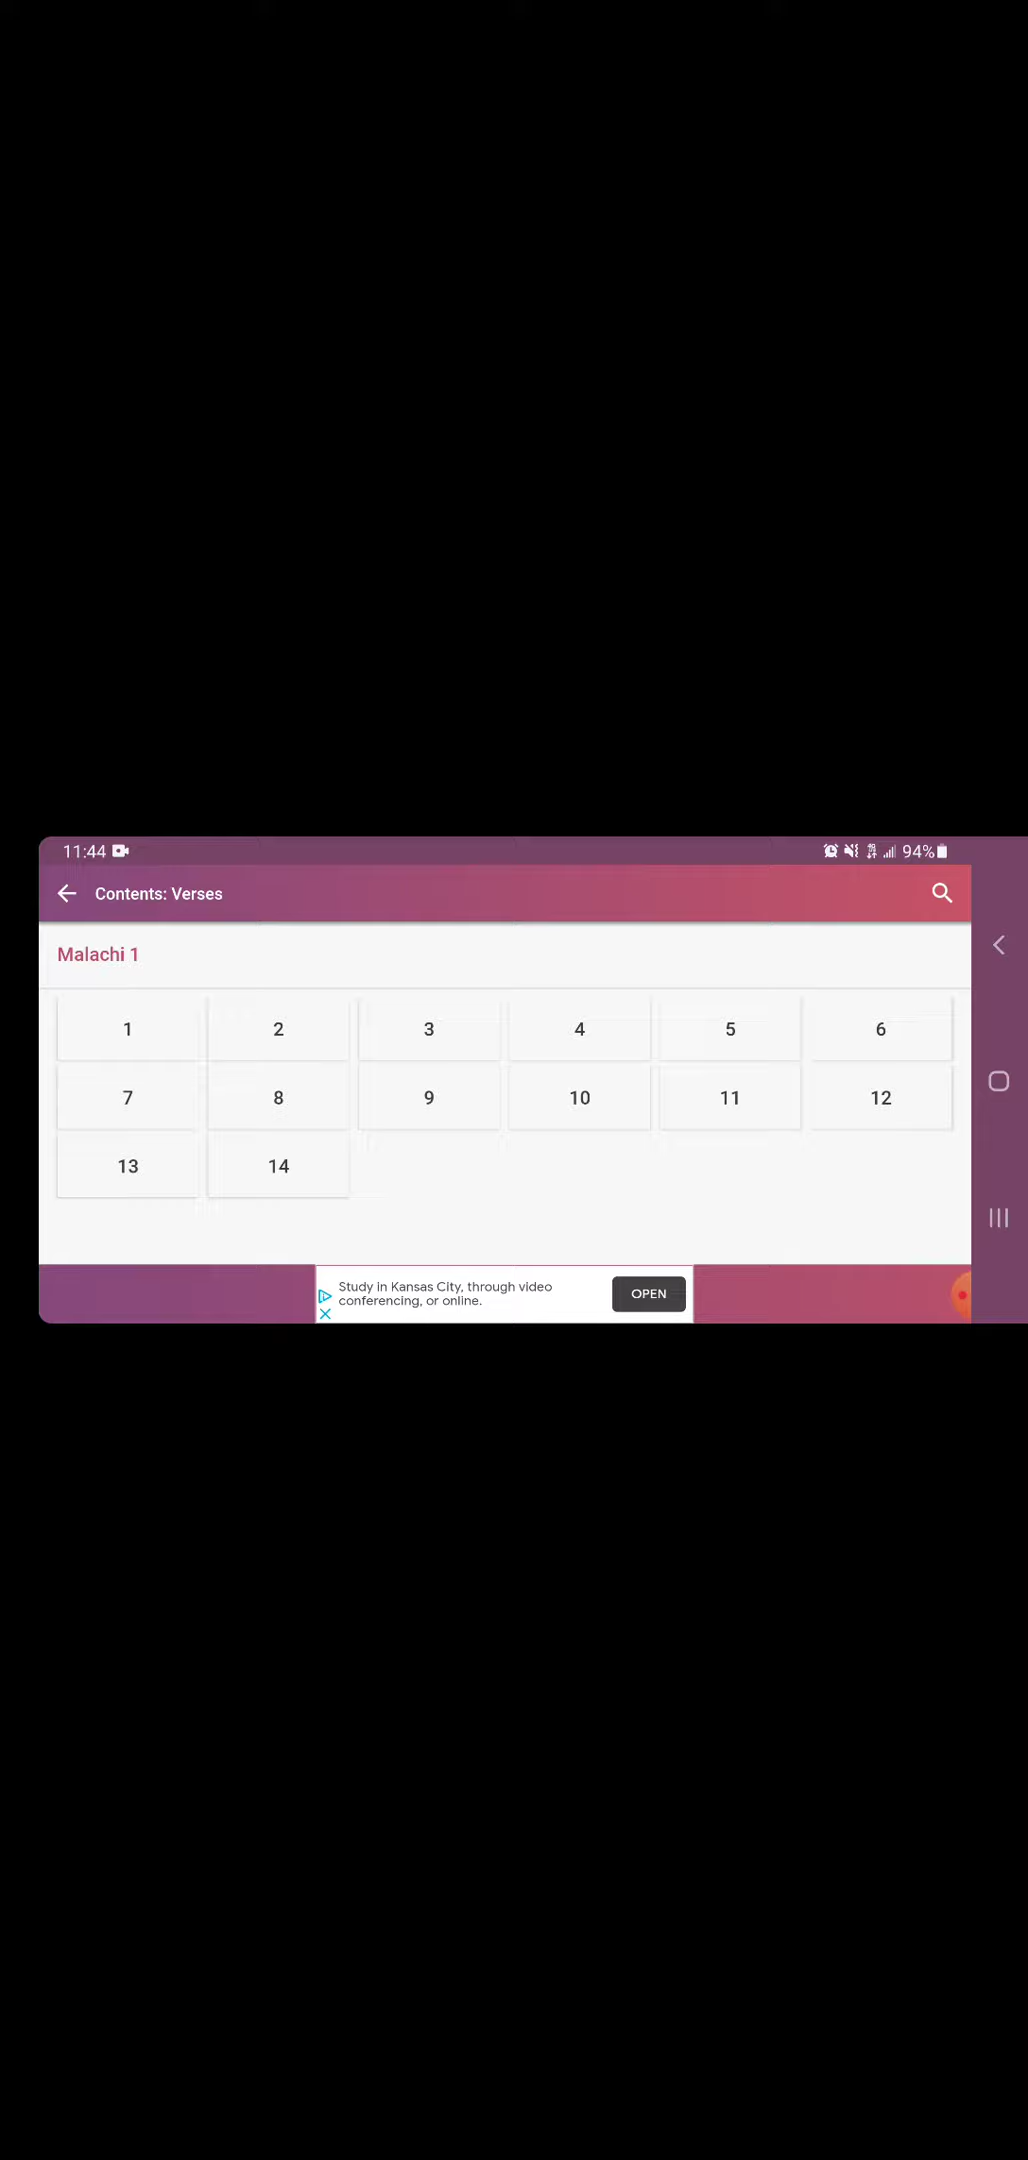 11:44
94%
Contents: Verses
Malachi 1
1 2 3 4 5 6
7 8 9 10 11 12
13 14
Study in Kansas City, through video
conferencing, or online.
OPEN